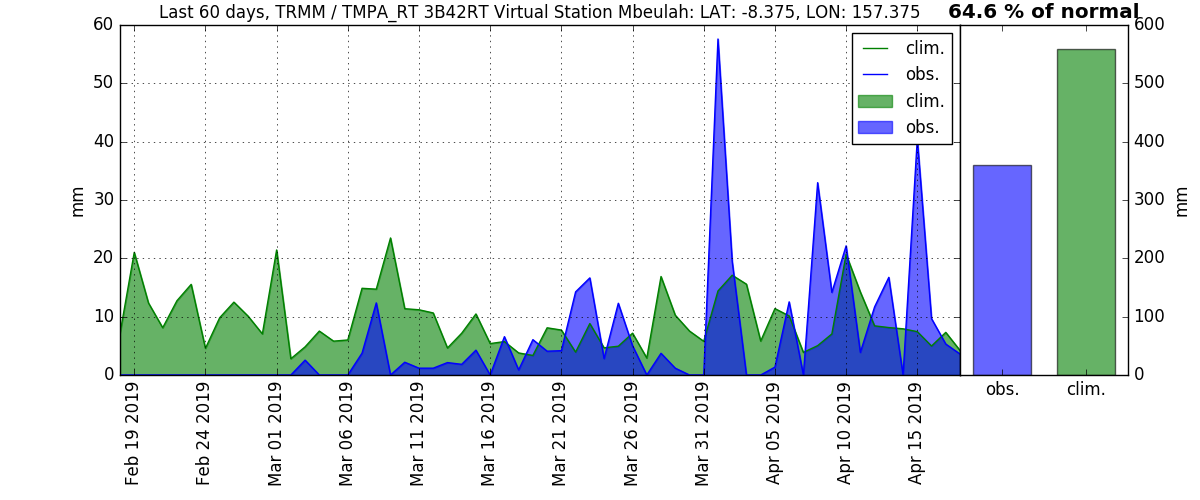 Last 60 days, TRMM / TMPA_RT 3B42RT Virtual Station Mbeulah: LAT: -8.375, LON: 157.375
64.6 % of normal
60
50
40
30
20
10
0
mm
clim.
obs.
clim.
obs.
600
500
400
300
200
100
0
mm
Feb 19 2019
Feb 24 2019
Mar 01 2019
Mar 06 2019
Mar 11 2019
Mar 16 2019
Mar 21 2019
Mar 26 2019
Mar 31 2019
Apr 05 2019
Apr 10 2019
Apr 15 2019
obs.
clim.